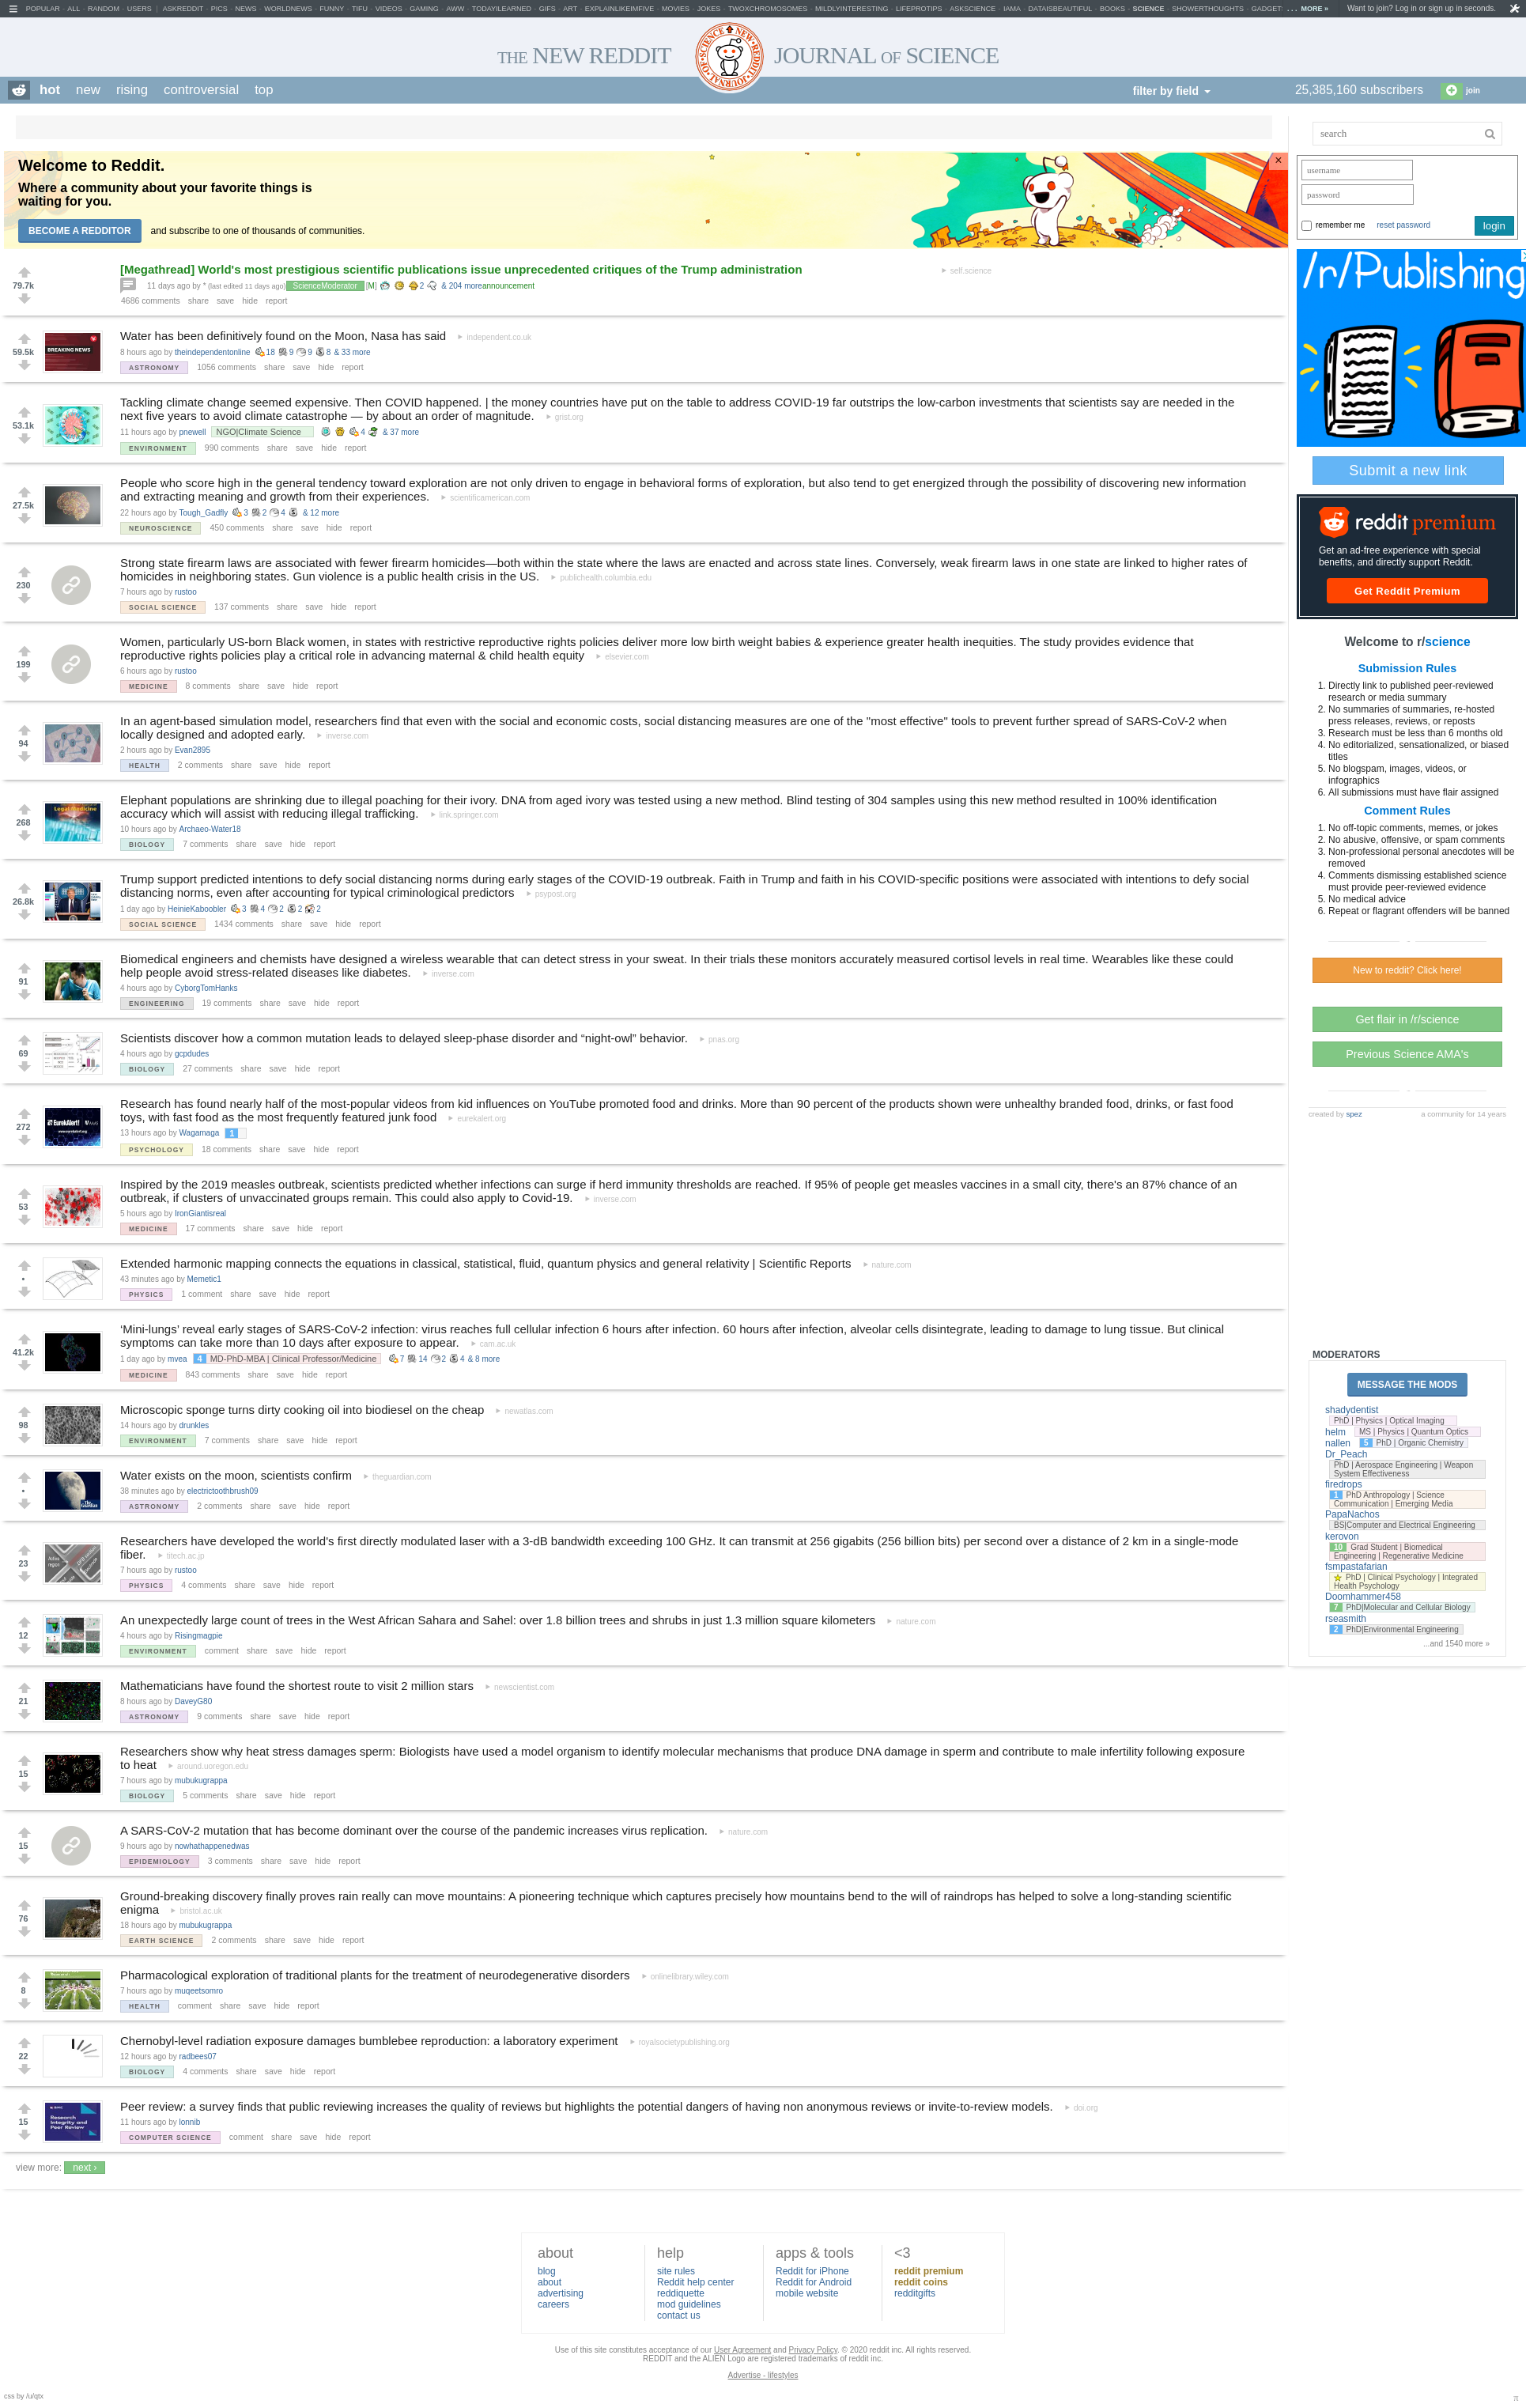 POPULAR - ALL - RANDOM - USERS | ASKREDDIT - PICS - NEWS - WORLDNEWS - FUNNY - TIFU - VIDEOS - GAMING - AWW - TODAYILEARNED - GIFS - ART - EXPLAINLIKEIMFIVE - MOVIES - JOKES - TWOXCHROMOSOMES - MILDLYINTERESTING - LIFEPROTIPS - ASKSCIENCE - IAMA - DATAISBEAUTIFUL - BOOKS - SCIENCE - SHOWERTHOUGHTS - GADGET ... MORE »
Want to join? Log in or sign up in seconds.
THE NEW REDDIT JOURNAL OF SCIENCE
hot new rising controversial top
filter by field
25,385,160 subscribers
join
search
Welcome to Reddit.
Where a community about your favorite things is
waiting for you.
BECOME A REDDITOR and subscribe to one of thousands of communities.
username
password
remember me reset password login
[Megathread] World's most prestigious scientific publications issue unprecedented critiques of the Trump administration self.science
79.7k
11 days ago by * (last edited 11 days ago) ScienceModerator [M] 2 & 204 more announcement
4686 comments share save hide report
Water has been definitively found on the Moon, Nasa has said independent.co.uk
59.5k
BREAKING NEWS
8 hours ago by theindependentonline 18 9 9 8 & 33 more
ASTRONOMY 1056 comments share save hide report
Tackling climate change seemed expensive. Then COVID happened. | the money countries have put on the table to address COVID-19 far outstrips the low-carbon investments that scientists say are needed in the
next five years to avoid climate catastrophe — by about an order of magnitude. grist.org
53.1k
11 hours ago by pnewell NGO|Climate Science 4 & 37 more
ENVIRONMENT 990 comments share save hide report
People who score high in the general tendency toward exploration are not only driven to engage in behavioral forms of exploration, but also tend to get energized through the possibility of discovering new information
and extracting meaning and growth from their experiences. scientificamerican.com
27.5k
22 hours ago by Tough_Gadfly 3 2 4 & 12 more
NEUROSCIENCE 450 comments share save hide report
Strong state firearm laws are associated with fewer firearm homicides—both within the state where the laws are enacted and across state lines. Conversely, weak firearm laws in one state are linked to higher rates of
homicides in neighboring states. Gun violence is a public health crisis in the US. publichealth.columbia.edu
230
7 hours ago by rustoo
SOCIAL SCIENCE 137 comments share save hide report
Women, particularly US-born Black women, in states with restrictive reproductive rights policies deliver more low birth weight babies & experience greater health inequities. The study provides evidence that
reproductive rights policies play a critical role in advancing maternal & child health equity elsevier.com
199
6 hours ago by rustoo
MEDICINE 8 comments share save hide report
In an agent-based simulation model, researchers find that even with the social and economic costs, social distancing measures are one of the "most effective" tools to prevent further spread of SARS-CoV-2 when
locally designed and adopted early. inverse.com
94
2 hours ago by Evan2895
HEALTH 2 comments share save hide report
Elephant populations are shrinking due to illegal poaching for their ivory. DNA from aged ivory was tested using a new method. Blind testing of 304 samples using this new method resulted in 100% identification
accuracy which will assist with reducing illegal trafficking. link.springer.com
268
Legal Medicine
10 hours ago by Archaeo-Water18
BIOLOGY 7 comments share save hide report
Trump support predicted intentions to defy social distancing norms during early stages of the COVID-19 outbreak. Faith in Trump and faith in his COVID-specific positions were associated with intentions to defy social
distancing norms, even after accounting for typical criminological predictors psypost.org
26.8k
1 day ago by HeinieKaboobler 3 4 2 2 2
SOCIAL SCIENCE 1434 comments share save hide report
Biomedical engineers and chemists have designed a wireless wearable that can detect stress in your sweat. In their trials these monitors accurately measured cortisol levels in real time. Wearables like these could
help people avoid stress-related diseases like diabetes. inverse.com
91
4 hours ago by CyborgTomHanks
ENGINEERING 19 comments share save hide report
Scientists discover how a common mutation leads to delayed sleep-phase disorder and “night-owl” behavior. pnas.org
69
4 hours ago by gcpdudes
BIOLOGY 27 comments share save hide report
Research has found nearly half of the most-popular videos from kid influences on YouTube promoted food and drinks. More than 90 percent of the products shown were unhealthy branded food, drinks, or fast food
toys, with fast food as the most frequently featured junk food eurekalert.org
272
EurekAlert! AAAS
13 hours ago by Wagamaga 1
PSYCHOLOGY 18 comments share save hide report
Inspired by the 2019 measles outbreak, scientists predicted whether infections can surge if herd immunity thresholds are reached. If 95% of people get measles vaccines in a small city, there's an 87% chance of an
outbreak, if clusters of unvaccinated groups remain. This could also apply to Covid-19. inverse.com
53
5 hours ago by IronGiantisreal
MEDICINE 17 comments share save hide report
Extended harmonic mapping connects the equations in classical, statistical, fluid, quantum physics and general relativity | Scientific Reports nature.com
•
43 minutes ago by Memetic1
PHYSICS 1 comment share save hide report
‘Mini-lungs’ reveal early stages of SARS-CoV-2 infection: virus reaches full cellular infection 6 hours after infection. 60 hours after infection, alveolar cells disintegrate, leading to damage to lung tissue. But clinical
symptoms can take more than 10 days after exposure to appear. cam.ac.uk
41.2k
1 day ago by mvea 4 MD-PhD-MBA | Clinical Professor/Medicine 7 14 2 4 & 8 more
MEDICINE 843 comments share save hide report
Microscopic sponge turns dirty cooking oil into biodiesel on the cheap newatlas.com
98
14 hours ago by drunkles
ENVIRONMENT 7 comments share save hide report
Water exists on the moon, scientists confirm theguardian.com
•
38 minutes ago by electrictoothbrush09
ASTRONOMY 2 comments share save hide report
Researchers have developed the world's first directly modulated laser with a 3-dB bandwidth exceeding 100 GHz. It can transmit at 256 gigabits (256 billion bits) per second over a distance of 2 km in a single-mode
fiber. titech.ac.jp
23
7 hours ago by rustoo
PHYSICS 4 comments share save hide report
An unexpectedly large count of trees in the West African Sahara and Sahel: over 1.8 billion trees and shrubs in just 1.3 million square kilometers nature.com
12
4 hours ago by Risingmagpie
ENVIRONMENT comment share save hide report
Mathematicians have found the shortest route to visit 2 million stars newscientist.com
21
8 hours ago by DaveyG80
ASTRONOMY 9 comments share save hide report
Researchers show why heat stress damages sperm: Biologists have used a model organism to identify molecular mechanisms that produce DNA damage in sperm and contribute to male infertility following exposure
to heat around.uoregon.edu
15
7 hours ago by mubukugrappa
BIOLOGY 5 comments share save hide report
A SARS-CoV-2 mutation that has become dominant over the course of the pandemic increases virus replication. nature.com
15
9 hours ago by nowhathappenedwas
EPIDEMIOLOGY 3 comments share save hide report
Ground-breaking discovery finally proves rain really can move mountains: A pioneering technique which captures precisely how mountains bend to the will of raindrops has helped to solve a long-standing scientific
enigma bristol.ac.uk
76
18 hours ago by mubukugrappa
EARTH SCIENCE 2 comments share save hide report
Pharmacological exploration of traditional plants for the treatment of neurodegenerative disorders onlinelibrary.wiley.com
8
7 hours ago by muqeetsomro
HEALTH comment share save hide report
Chernobyl-level radiation exposure damages bumblebee reproduction: a laboratory experiment royalsocietypublishing.org
22
12 hours ago by radbees07
BIOLOGY 4 comments share save hide report
Peer review: a survey finds that public reviewing increases the quality of reviews but highlights the potential dangers of having non anonymous reviews or invite-to-review models. doi.org
15
Research Integrity and Peer Review
11 hours ago by lonnib
COMPUTER SCIENCE comment share save hide report
view more: next ›
/r/Publishing
Submit a new link
reddit premium
Get an ad-free experience with special
benefits, and directly support Reddit.
Get Reddit Premium
Welcome to r/science
Submission Rules
1. Directly link to published peer-reviewed
research or media summary
2. No summaries of summaries, re-hosted
press releases, reviews, or reposts
3. Research must be less than 6 months old
4. No editorialized, sensationalized, or biased
titles
5. No blogspam, images, videos, or
infographics
6. All submissions must have flair assigned
Comment Rules
1. No off-topic comments, memes, or jokes
2. No abusive, offensive, or spam comments
3. Non-professional personal anecdotes will be
removed
4. Comments dismissing established science
must provide peer-reviewed evidence
5. No medical advice
6. Repeat or flagrant offenders will be banned
New to reddit? Click here!
Get flair in /r/science
Previous Science AMA's
created by spez a community for 14 years
MODERATORS
MESSAGE THE MODS
shadydentist
PhD | Physics | Optical Imaging
helm MS | Physics | Quantum Optics
nallen 5 PhD | Organic Chemistry
Dr_Peach
PhD | Aerospace Engineering | Weapon
System Effectiveness
firedrops
1 PhD Anthropology | Science
Communication | Emerging Media
PapaNachos
BS|Computer and Electrical Engineering
kerovon
10 Grad Student | Biomedical
Engineering | Regenerative Medicine
fsmpastafarian
PhD | Clinical Psychology | Integrated
Health Psychology
Doomhammer458
7 PhD|Molecular and Cellular Biology
rseasmith
2 PhD|Environmental Engineering
...and 1540 more »
about
blog
about
advertising
careers
help
site rules
Reddit help center
reddiquette
mod guidelines
contact us
apps & tools
Reddit for iPhone
Reddit for Android
mobile website
<3
reddit premium
reddit coins
redditgifts
Use of this site constitutes acceptance of our User Agreement and Privacy Policy. © 2020 reddit inc. All rights reserved.
REDDIT and the ALIEN Logo are registered trademarks of reddit inc.
Advertise - lifestyles
css by /u/qtx
π